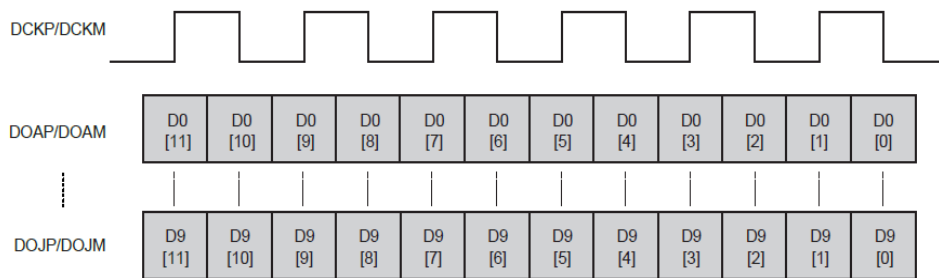 DCKP/DCKM
DOAP/DOAM
D0 D0 D0 D0 D0 D0 D0 D0 D0 D0 D0 D0
[11] [10] [9] [8] [7] [6] [5] [4] [3] [2] [1] [0]
DOJP/DOJM
D9 D9 D9 D9 D9 D9 D9 D9 D9 D9 D9 D9
[11] [10] [9] [8] [7] [6] [5] [4] [3] [2] [1] [0]